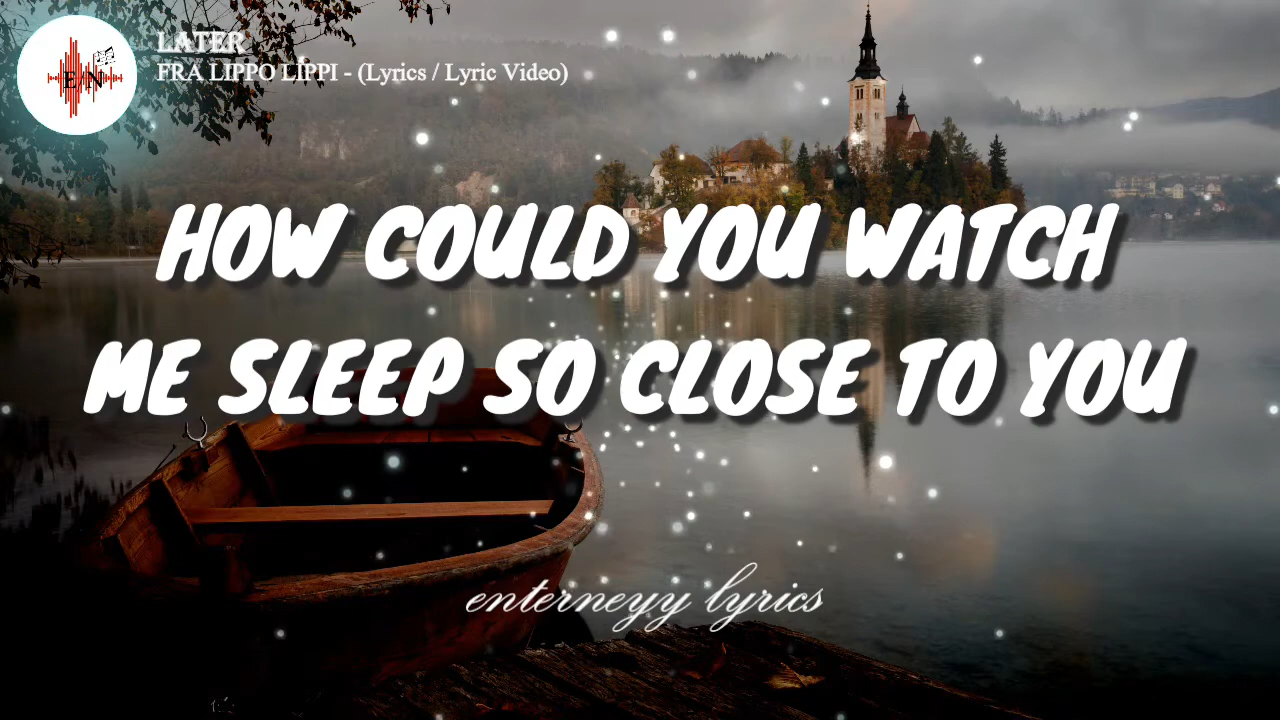 LATER
FRA LIPPO LIPPI - (Lyrics / Lyric Video)
EN
HOW COULD YOU WATCH
ME SLEEP SO CLOSE TO YOU
enterneyy lyrics